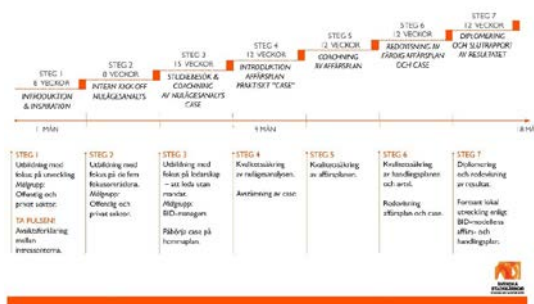 STEG 1
6 VECKOR
INTRODUKTION
& INSPIRATION
STEG 2
8 VECKOR
INTERN KICK-OFF
NULÄGESANALYS
STEG 3
15 VECKOR
STUDIEBESÖK &
COACHNING
AV NULÄGESANALYS
CASE
STEG 4
12 VECKOR
INTRODUKTION
AFFÄRSPLAN
PRAKTISKT "CASE"
STEG 5
12 VECKOR
COACHNING
AV AFFÄRSPLAN
STEG 6
12 VECKOR
REDOVISNING AV
FÄRDIG AFFÄRSPLAN
OCH CASE
STEG 7
12 VECKOR
DIPLOMERING
OCH SLUTRAPPORT
AV RESULTATET
1 MÅN
9 MÅN
18 MÅN
STEG 1
Utbildning med
fokus på utveckling
Målgrupp:
Offentlig och
privat sektor.
TA PULSEN!
Avsiktsförklaring
mellan
intressenterna.
STEG 2
Utbildning med
fokus på de fem
fokusområdena.
Målgrupp:
Offentlig och
privat sektor.
STEG 3
Utbildning med
fokus på ledarskap
– att leda utan
mandat.
Målgrupp:
BID-managers
Påbörja case på
hemmaplan.
STEG 4
Kvalitetssäkring
av nulägesanalysen.
Avstämning av case.
STEG 5
Kvalitetssäkring
av affärsplanen.
STEG 6
Kvalitetssäkring
av handlingsplanen
och avtal.
Redovisning
affärsplan och case.
STEG 7
Diplomering
och redovisning
av resultat.
Fortsatt lokal
utveckling enligt
BID-modellens
affärs- och
handlingsplan.
SVENSKA
STADSKÄRNOR